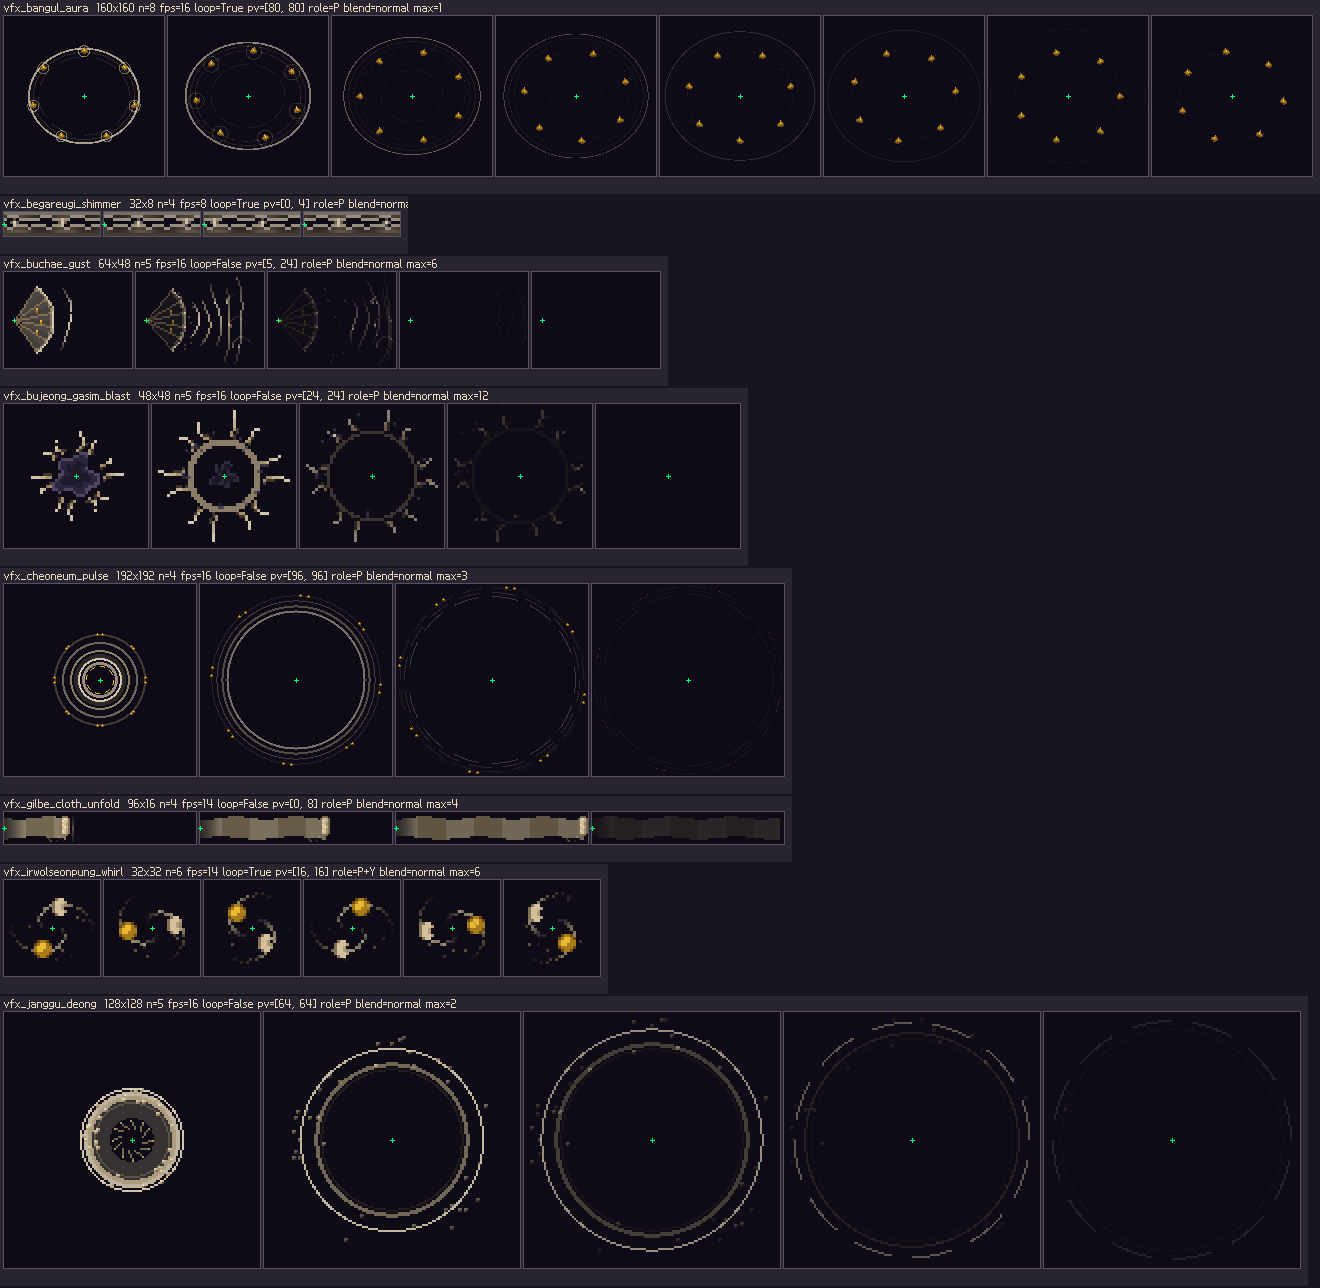 vfx_bangul_aura 160x160 n=8 fps=16 loop=True pv=[80, 80] role=P blend=normal max=1
vfx_begareugi_shimmer 32x8 n=4 fps=8 loop=True pv=[0, 4] role=P blend=norma
vfx_buchae_gust 64x48 n=5 fps=16 loop=False pv=[5, 24] role=P blend=normal max=6
vfx_bujeong_gasim_blast 48x48 n=5 fps=16 loop=False pv=[24, 24] role=P blend=normal max=12
vfx_cheoneum_pulse 192x192 n=4 fps=16 loop=False pv=[96, 96] role=P blend=normal max=3
vfx_gilbe_cloth_unfold 96x16 n=4 fps=14 loop=False pv=[0, 8] role=P blend=normal max=4
vfx_irwolseonpung_whirl 32x32 n=6 fps=14 loop=True pv=[16, 16] role=P+Y blend=normal max=6
vfx_janggu_deong 128x128 n=5 fps=16 loop=False pv=[64, 64] role=P blend=normal max=2